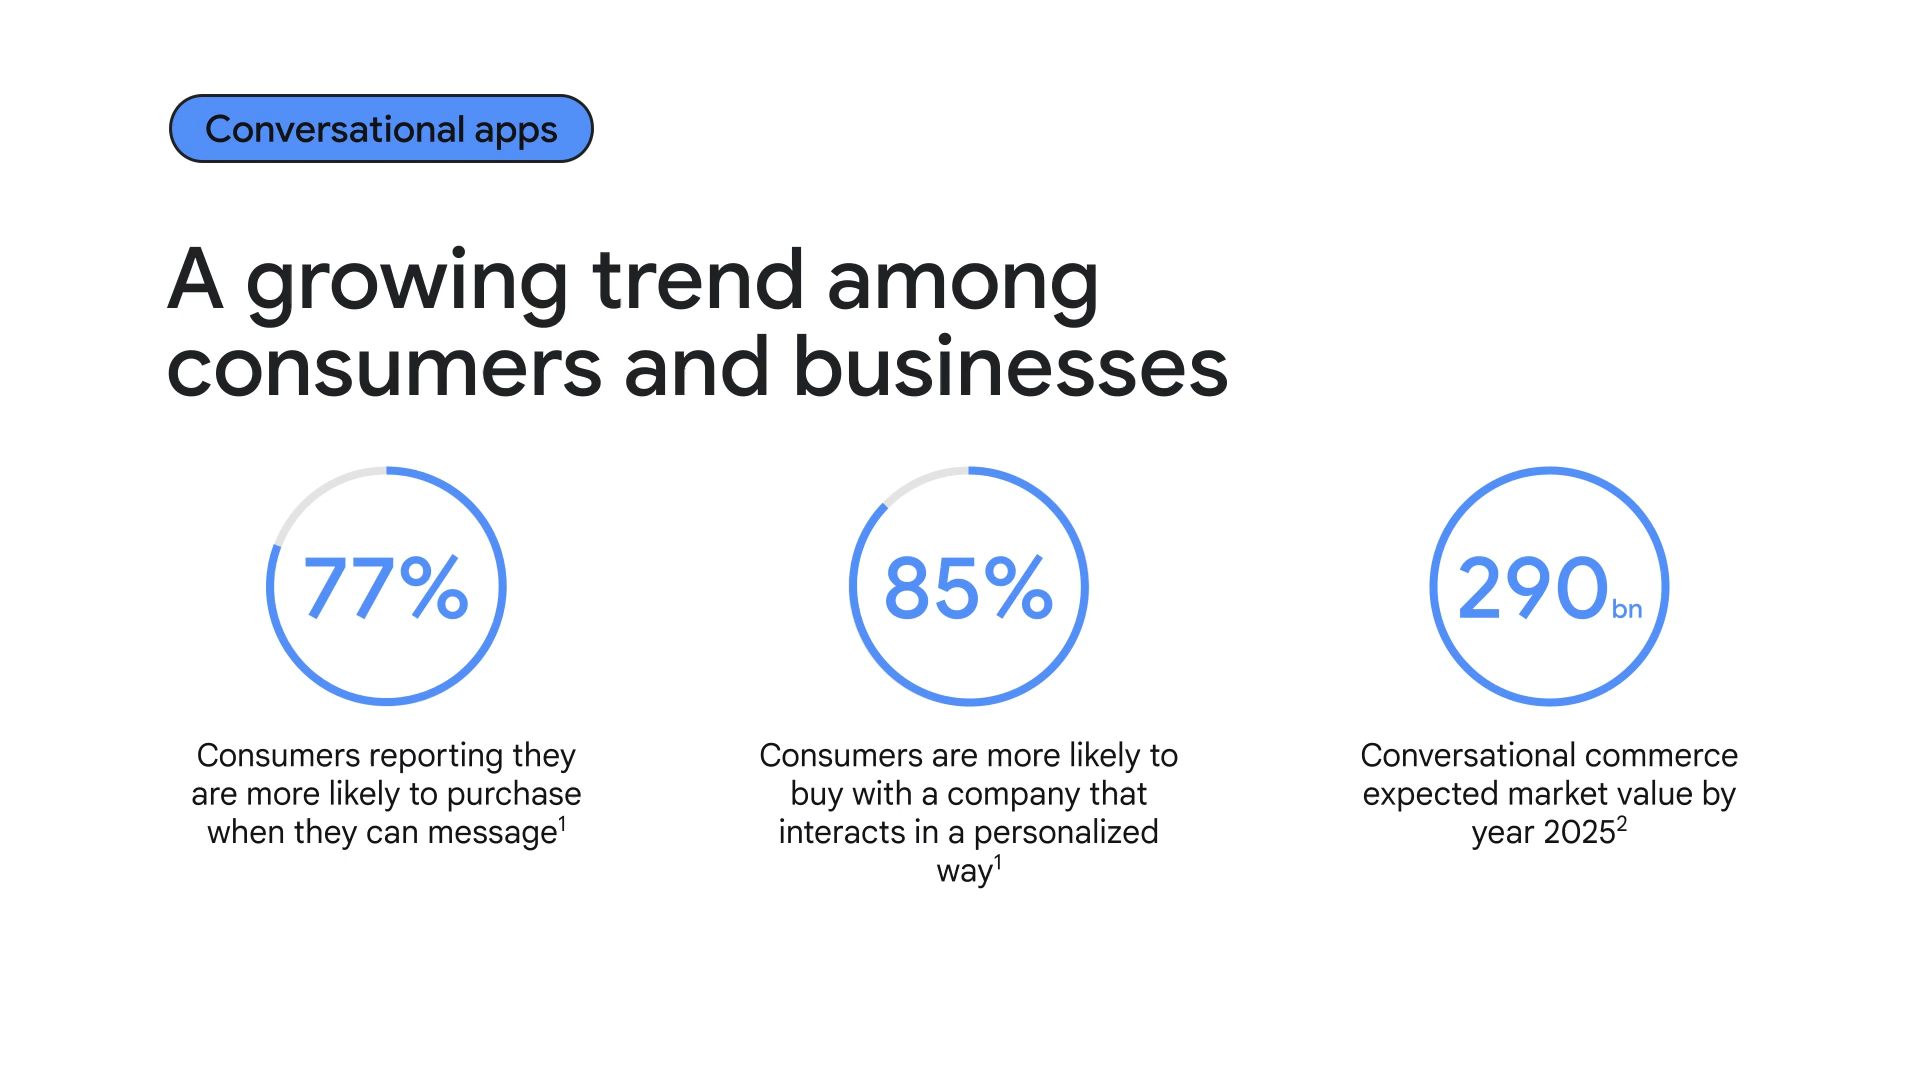 Conversational apps
A growing trend among
consumers and businesses
77%
Consumers reporting they
are more likely to purchase
when they can message¹
85%
Consumers are more likely to
buy with a company that
interacts in a personalized
way¹
290bn
Conversational commerce
expected market value by
year 2025²